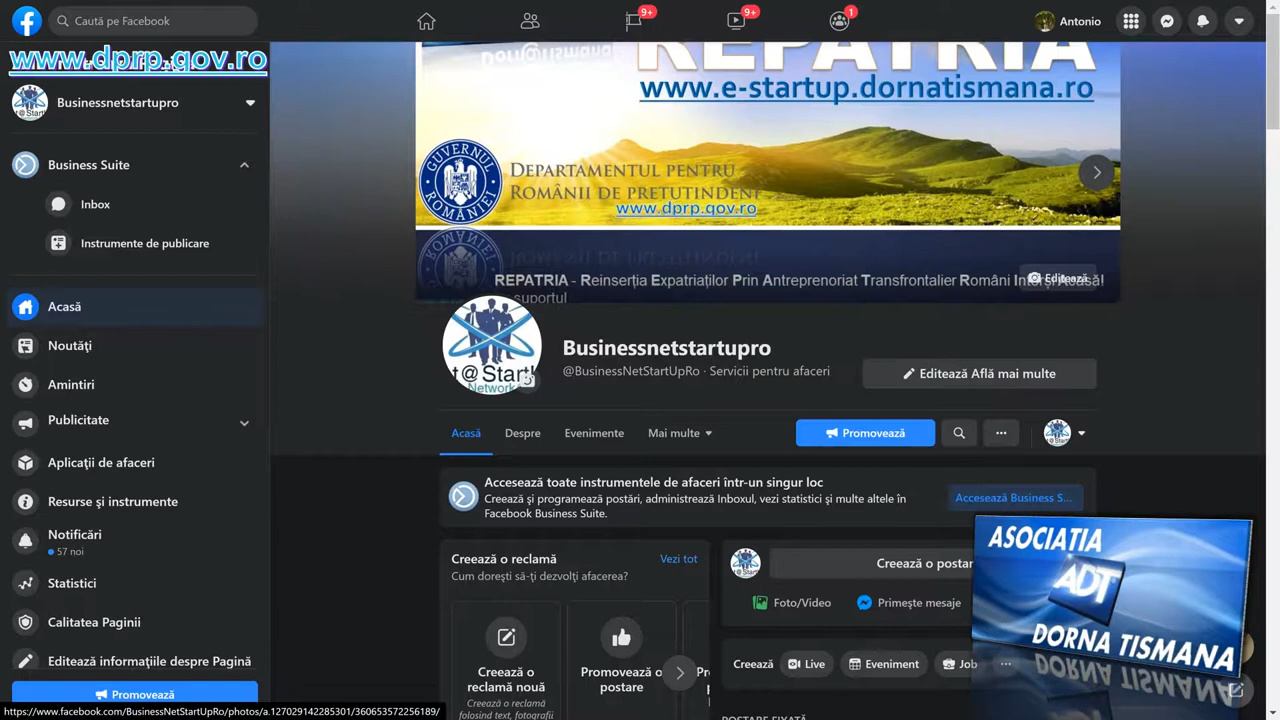 Caută pe Facebook
9+
9+
1
Antonio
www.dprp.gov.ro
Businessnetstartupro
Business Suite
Inbox
Instrumente de publicare
Acasă
Noutăți
Amintiri
Publicitate
Aplicații de afaceri
Resurse și instrumente
Notificări
57 noi
Statistici
Calitatea Paginii
Editează informațiile despre Pagină
Promovează
https://www.facebook.com/BusinessNetStartUpRo/photos/a.127029142285301/360653572256189/
REPATRIA
www.e-startup.dornatismana.ro
GUVERNUL ROMÂNIEI
DEPARTAMENTUL PENTRU
ROMÂNII DE PRETUTINDENI
www.dprp.gov.ro
REPATRIA - Reinserția Expatriaților Prin Antreprenoriat Transfrontalier Români
suportul
Editează
t@Start
Network
Businessnetstartupro
@BusinessNetStartUpRo · Servicii pentru afaceri
Editează Află mai multe
Acasă
Despre
Evenimente
Mai multe
Promovează
Accesează toate instrumentele de afaceri într-un singur loc
Creează și programează postări, administrează Inboxul, vezi statistici și multe altele în
Facebook Business Suite.
Accesează Business S...
Creează o reclamă
Vezi tot
Cum dorești să-ți dezvolți afacerea?
Creează o
reclamă nouă
Creează o reclamă
folosind text, fotografii
Promovează o
postare
Creează o postar
Foto/Video
Primește mesaje
Creează
Live
Eveniment
Job
POSTARE FIXATĂ
ASOCIATIA
ADT
DORNA TISMANA